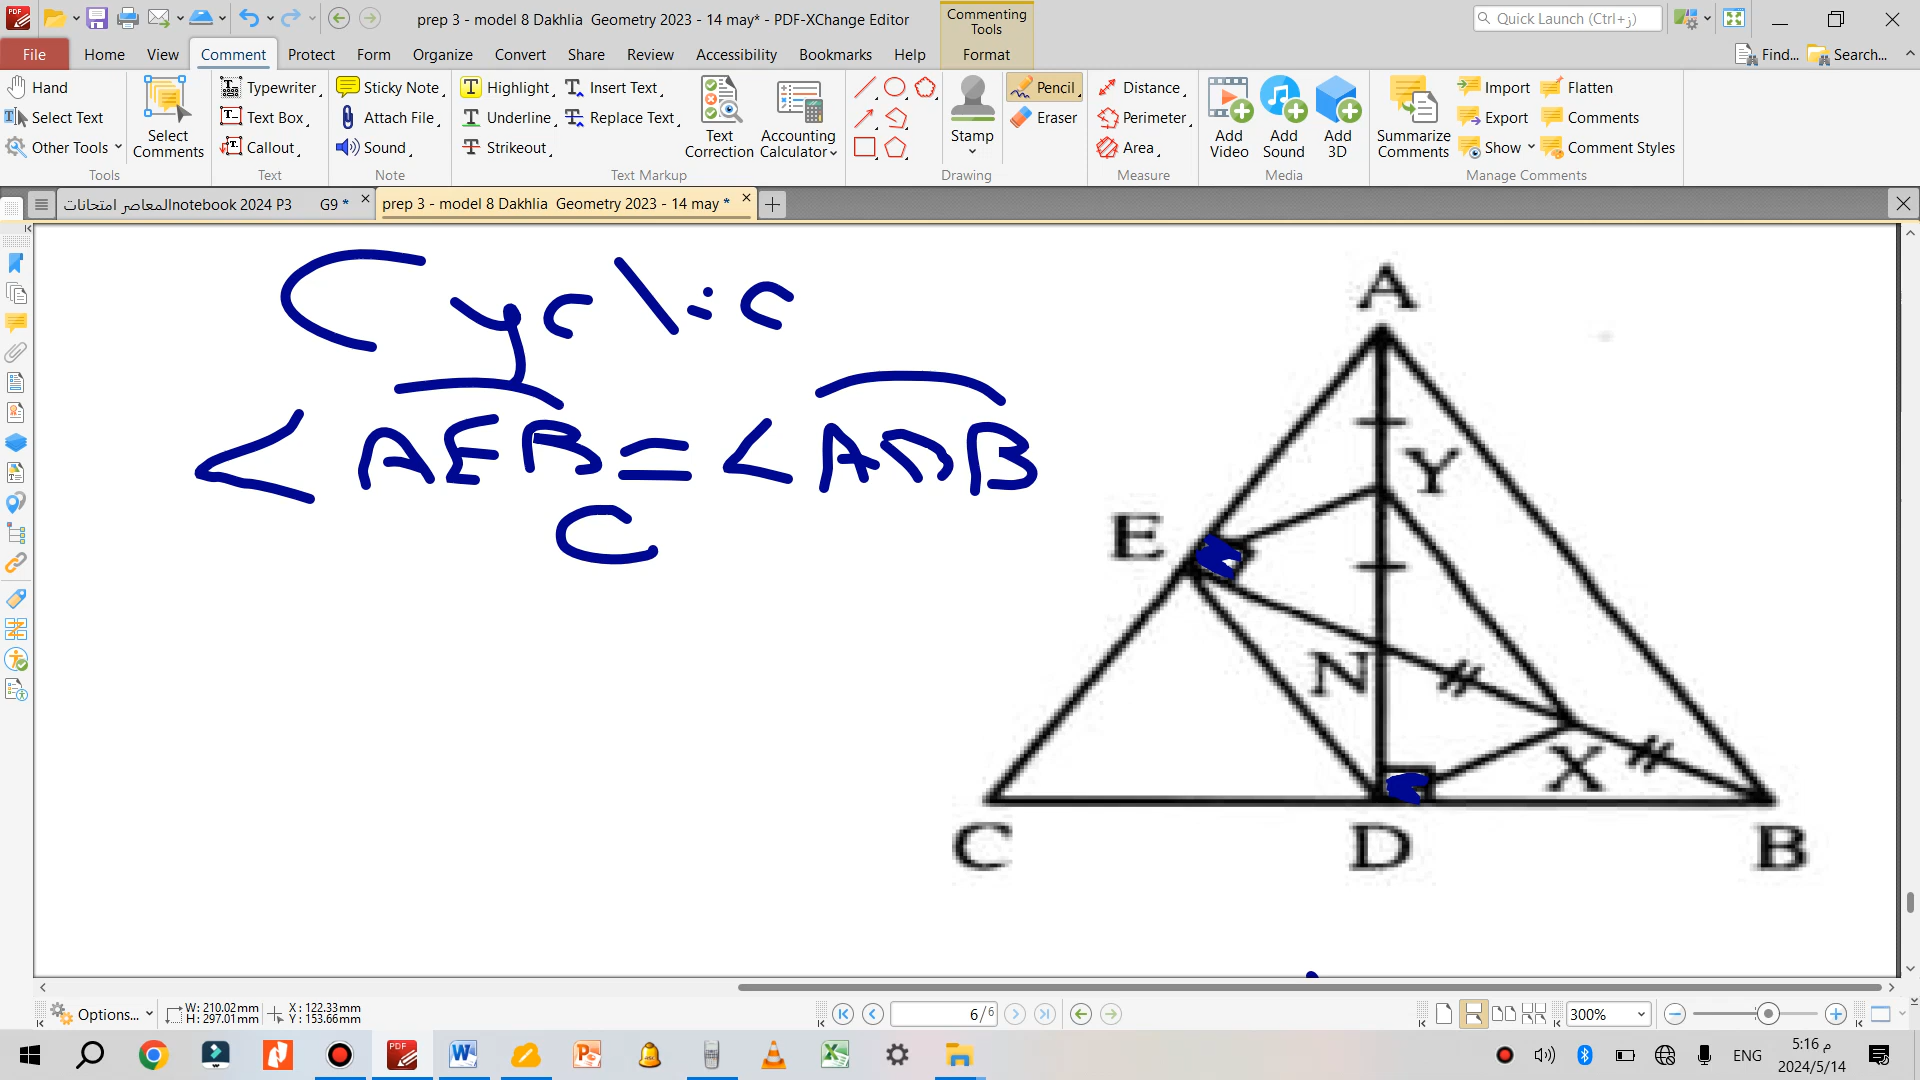 prep 3 - model 8 Dakhlia Geometry 2023 - 14 may* - PDF-XChange Editor
Commenting Tools
Quick Launch (Ctrl+ز)
File Home View Comment Protect Form Organize Convert Share Review Accessibility Bookmarks Help Format Find... Search...
Hand
Select Text
Other Tools
Select Comments
Tools
Typewriter
Text Box
Callout
Text
Sticky Note
Attach File
Sound
Note
Highlight
Underline
Strikeout
Insert Text
Replace Text
Text Correction
Accounting Calculator
Text Markup
Stamp
Pencil
Eraser
Drawing
Distance
Perimeter
Area
Measure
Add Video
Add Sound
Add 3D
Media
Summarize Comments
Import
Export
Show
Flatten
Comments
Comment Styles
Manage Comments
المعاصر امتحانات notebook 2024 P3 G9 *
prep 3 - model 8 Dakhlia Geometry 2023 - 14 may *
Cyclic
< AEB = < ADB
C
A
Y
E
N
X
C
D
B
Options...
W: 210.02mm
H: 297.01mm
X: 122.33mm
Y: 153.66mm
6/6
300%
ENG
5:16 م
2024/5/14